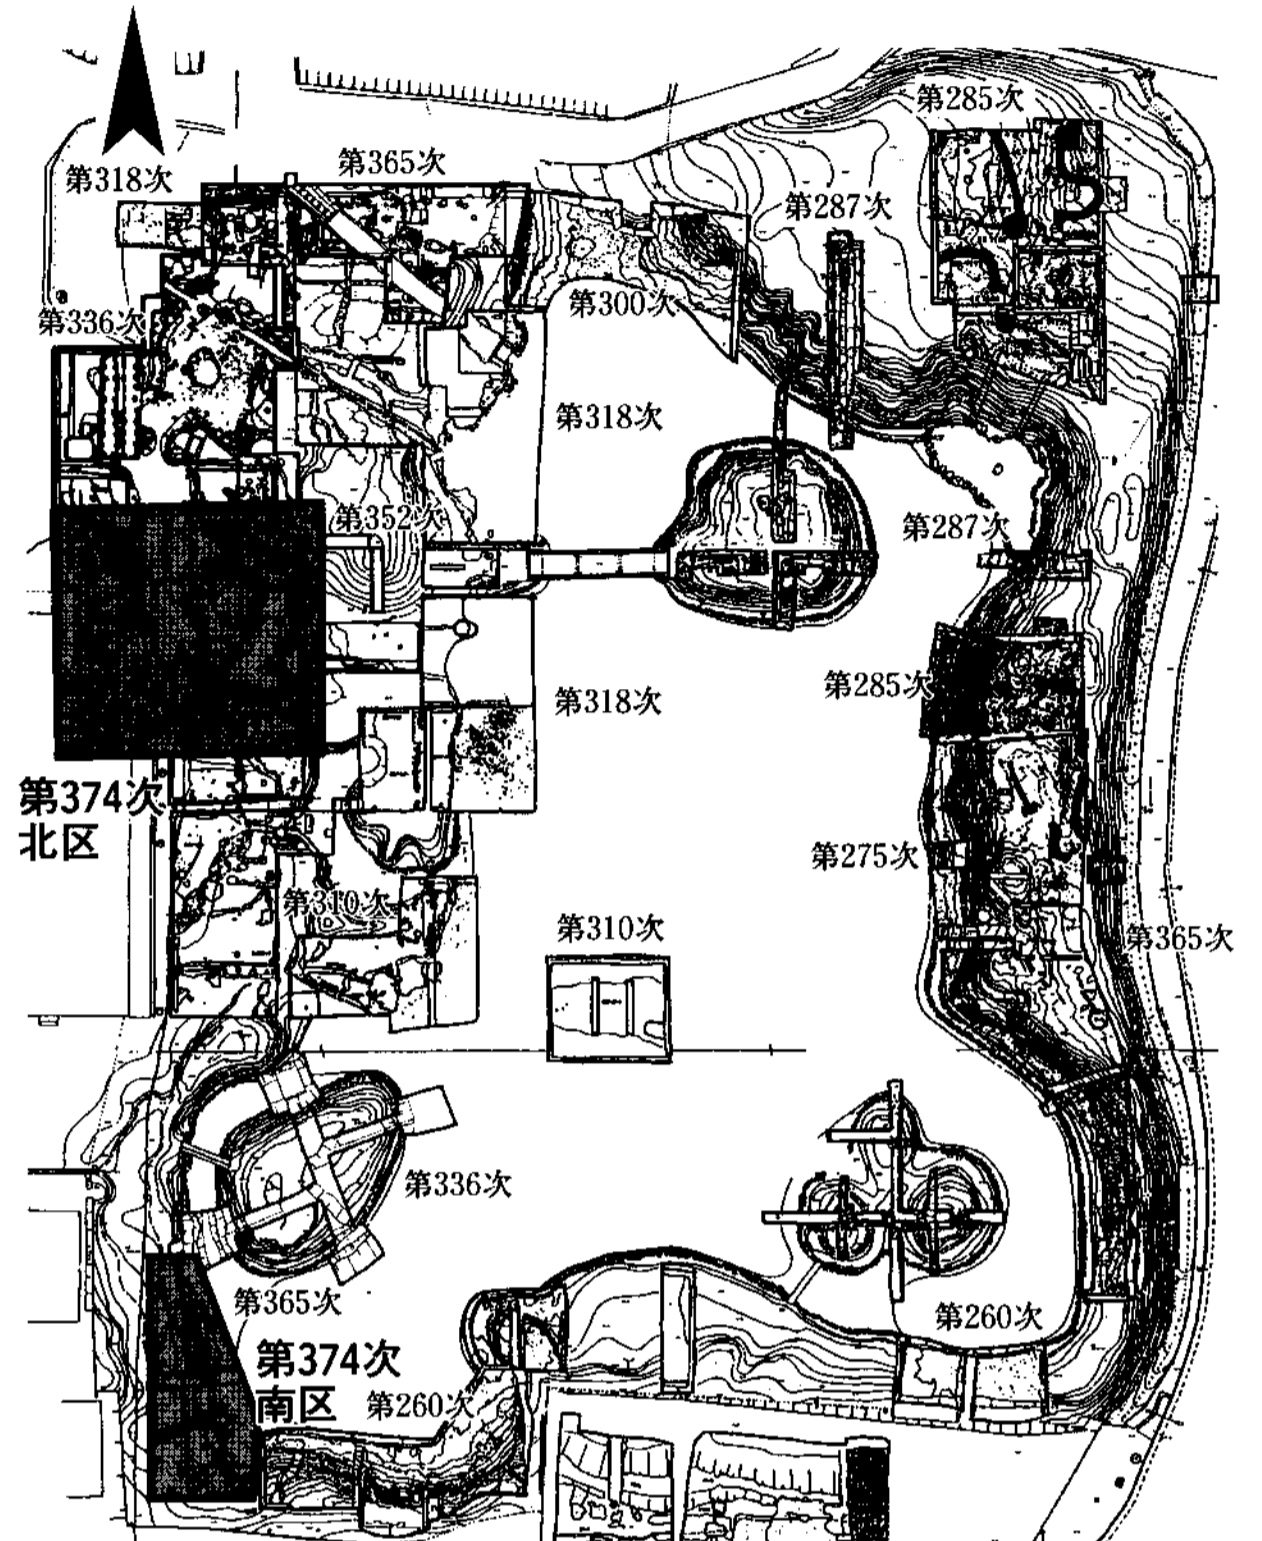 第285次
第365次
第318次
第287次
第300次
第336次
第318次
第352次
第287次
第285次
第318次
第374次
北区
第275次
第310次
第310次
第365次
第336次
第365次
第260次
第374次
南区
第260次